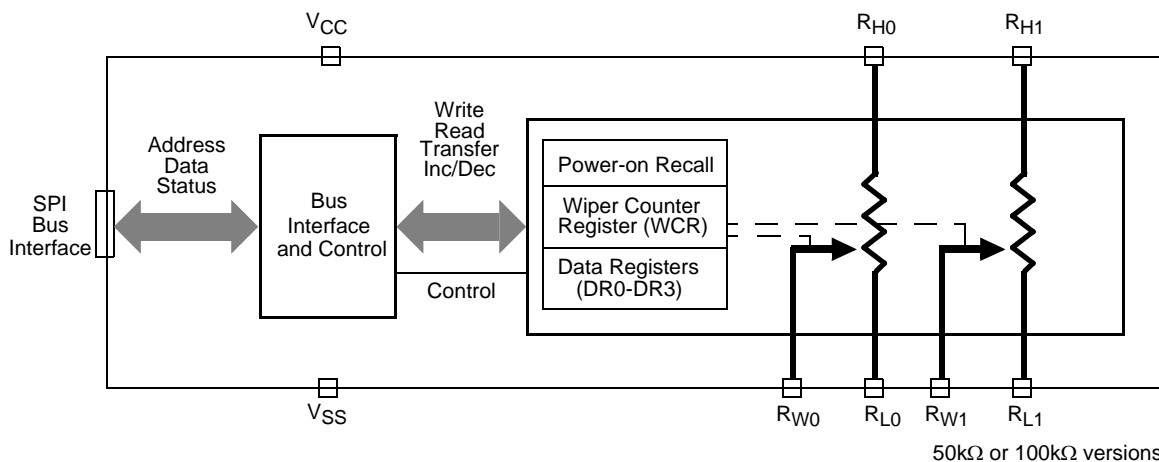 VCC
RH0
RH1
Write
Read
Transfer
Inc/Dec
Address
Data
Status
SPI
Bus
Interface
Bus
Interface
and Control
Control
Power-on Recall
Wiper Counter
Register (WCR)
Data Registers
(DR0-DR3)
VSS
RW0
RL0
RW1
RL1
50kΩ or 100kΩ versions